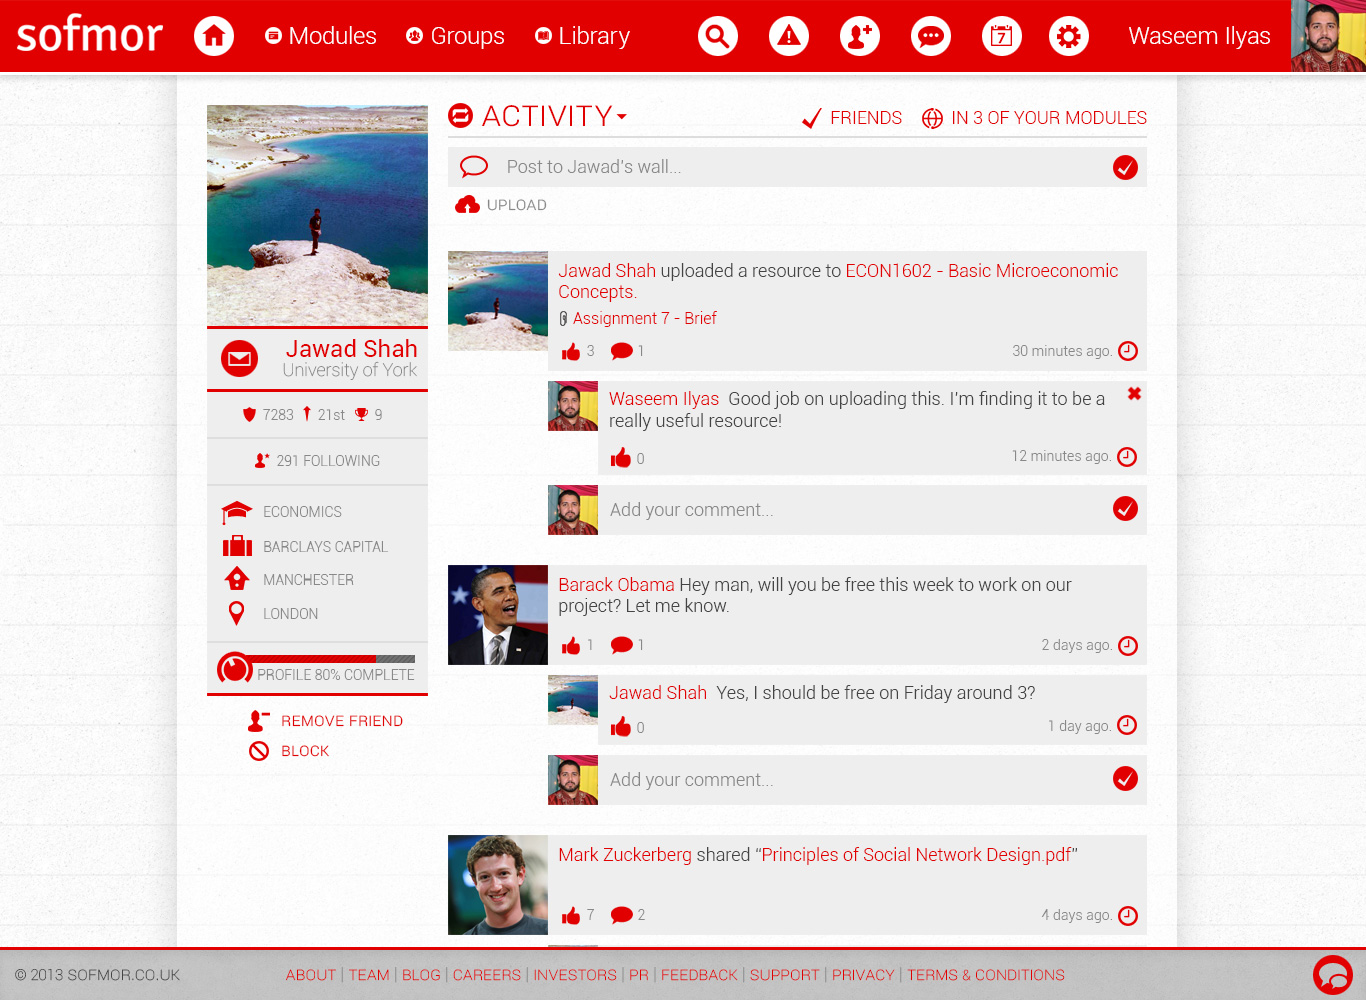 sofmor
Modules
Groups
Library
7
Waseem Ilyas
ACTIVITY
FRIENDS
IN 3 OF YOUR MODULES
Post to Jawad's wall...
UPLOAD
Jawad Shah
University of York
7283
21st
9
291 FOLLOWING
ECONOMICS
BARCLAYS CAPITAL
MANCHESTER
LONDON
PROFILE 80% COMPLETE
REMOVE FRIEND
BLOCK
Jawad Shah uploaded a resource to ECON1602 - Basic Microeconomic
Concepts.
Assignment 7 - Brief
3
1
30 minutes ago.
Waseem Ilyas Good job on uploading this. I'm finding it to be a
really useful resource!
0
12 minutes ago.
Add your comment...
Barack Obama Hey man, will you be free this week to work on our
project? Let me know.
1
1
2 days ago.
Jawad Shah Yes, I should be free on Friday around 3?
0
1 day ago.
Add your comment...
Mark Zuckerberg shared “Principles of Social Network Design.pdf”
7
2
4 days ago.
© 2013 SOFMOR.CO.UK
ABOUT | TEAM | BLOG | CAREERS | INVESTORS | PR | FEEDBACK | SUPPORT | PRIVACY | TERMS & CONDITIONS